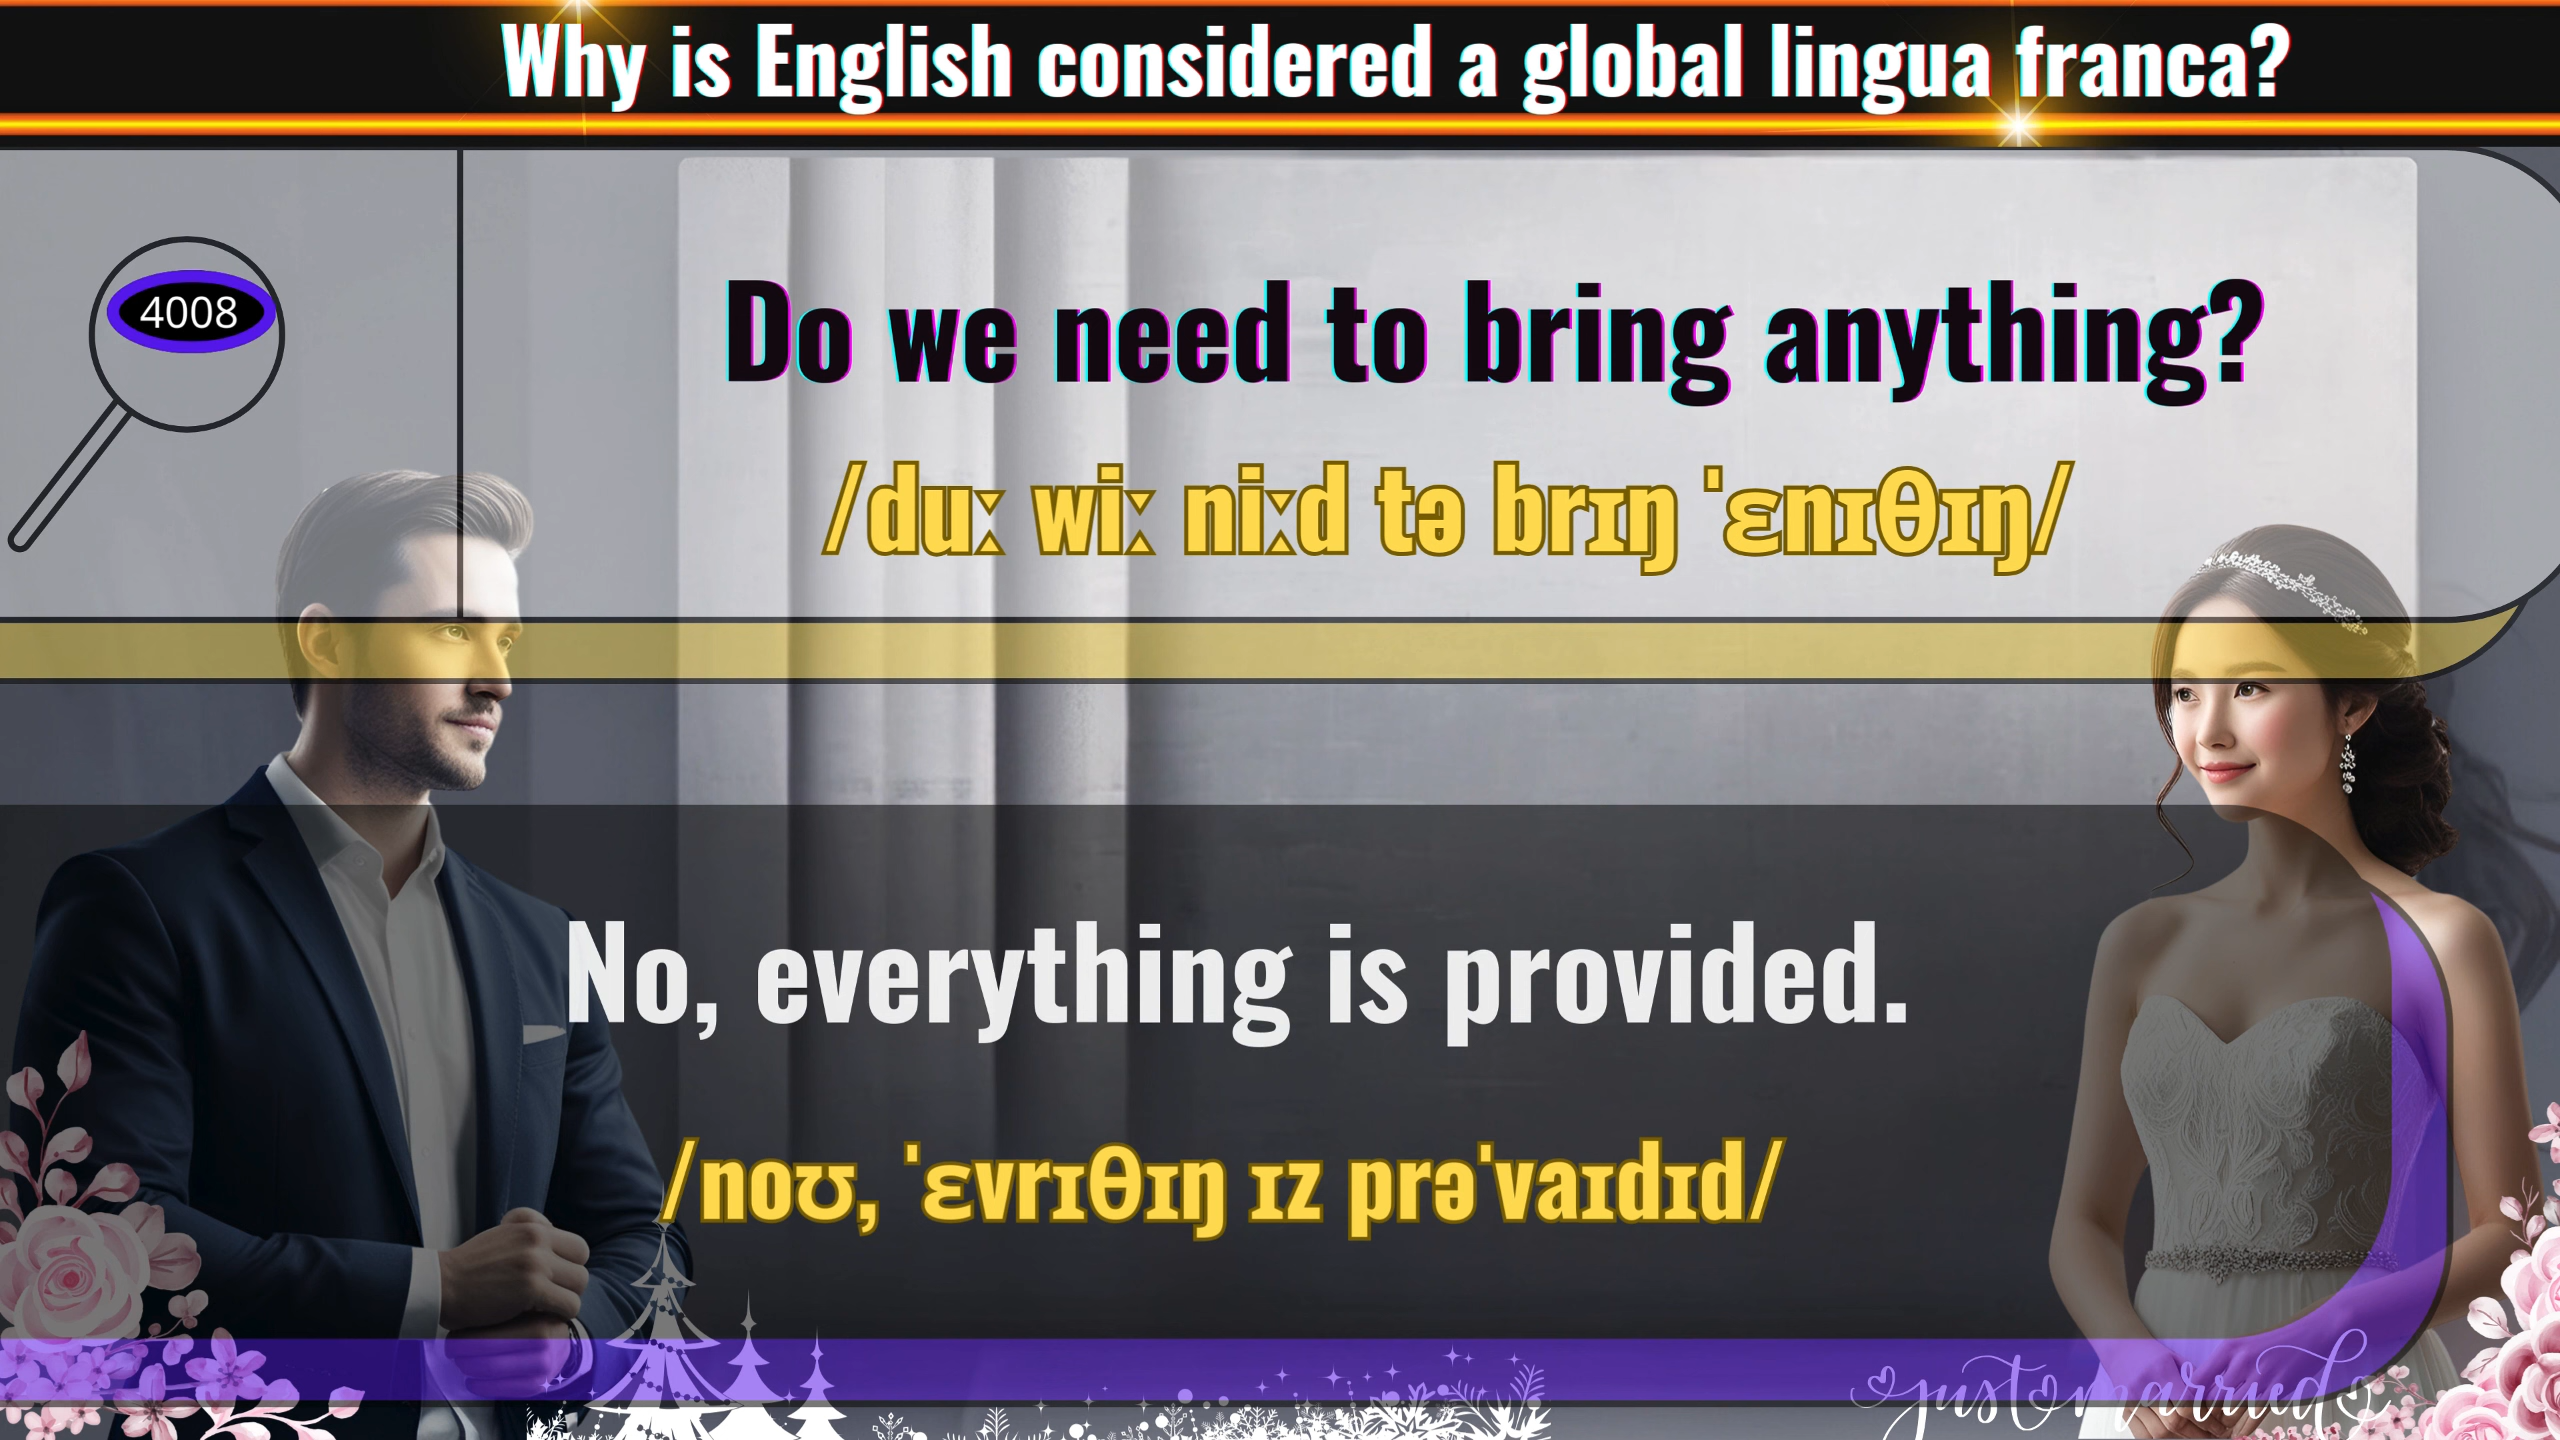 Why is English considered a global lingua franca?
4008
Do we need to bring anything?
/duː wiː niːd tə brɪŋ ˈɛnɪθɪŋ/
No, everything is provided.
/noʊ, ˈɛvrɪθɪŋ ɪz prəˈvaɪdɪd/
just married